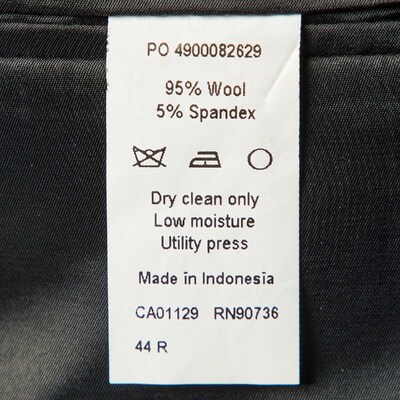 PO 4900082629
95% Wool
5% Spandex
Dry clean only
Low moisture
Utility press
Made in Indonesia
CA01129 RN90736
44 R